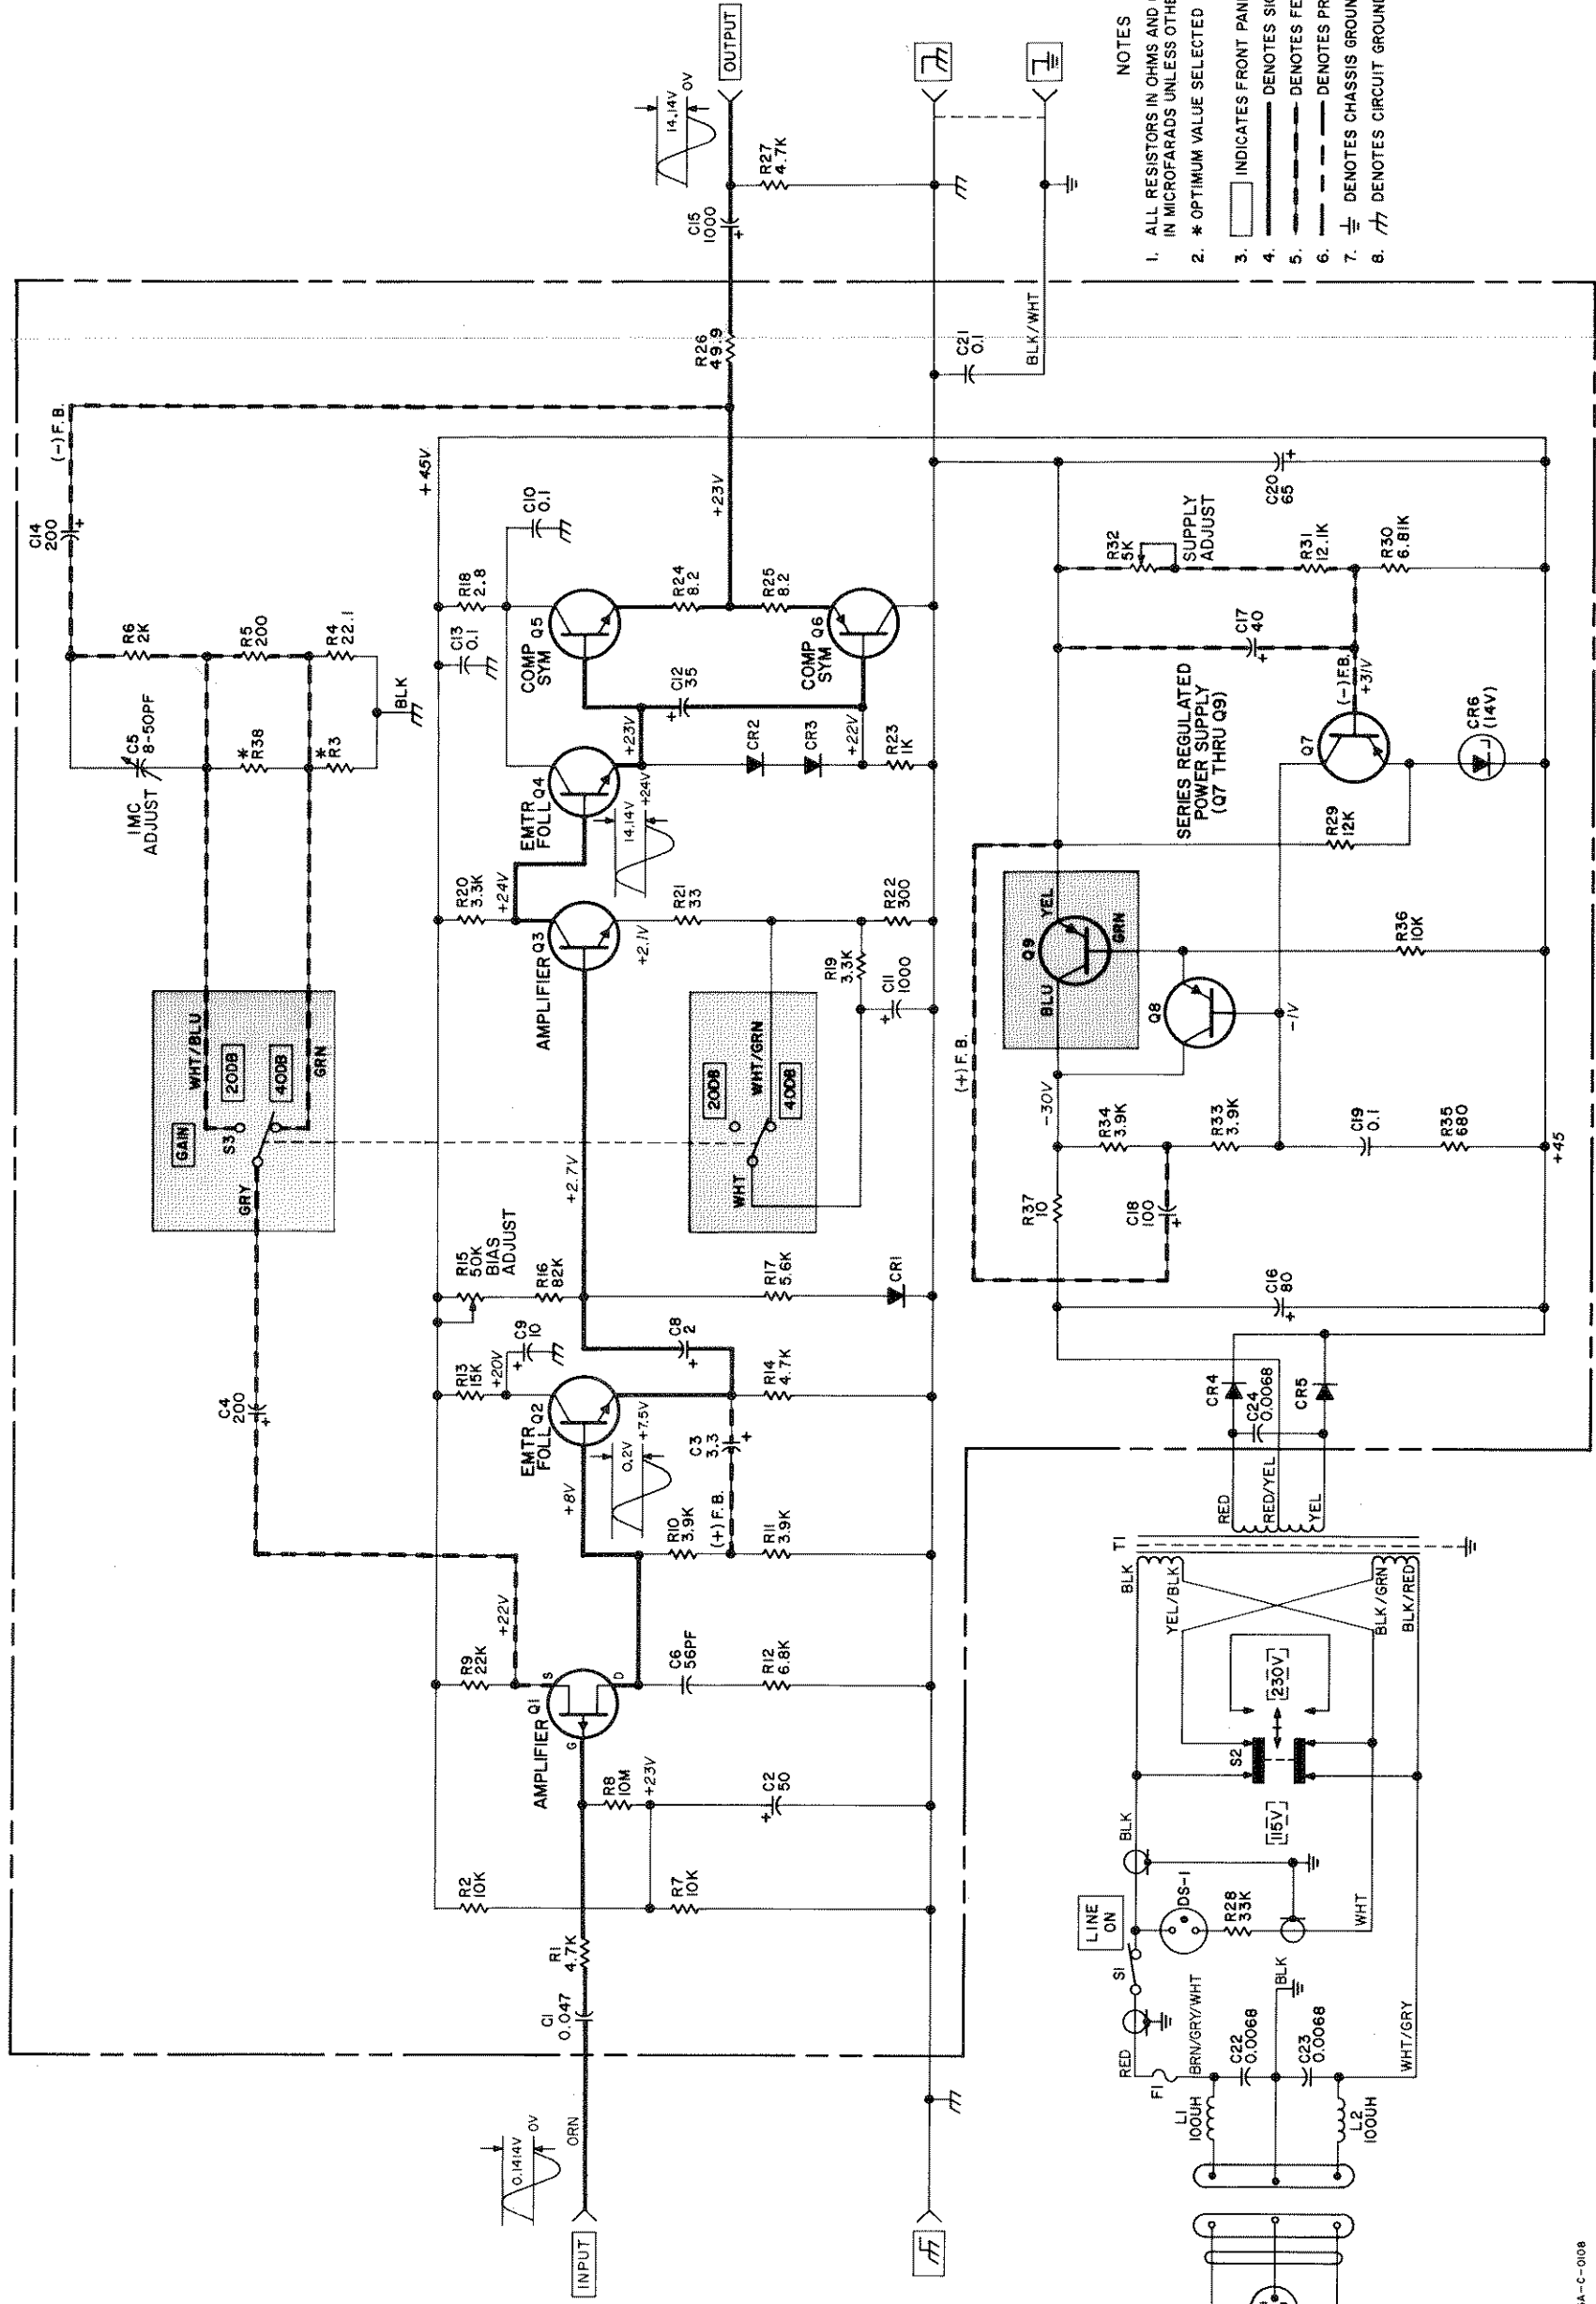 INPUT
0.1414V
0V
ORN
C1
0.047
R1
4.7K
R2
10K
R7
10K
R8
10M
+23V
C2
50
+
AMPLIFIER
Q1
G
S
D
R9
22K
+22V
C6
56PF
R12
6.8K
C4
200
+
+8V
R10
3.9K
(+) F.B.
R11
3.9K
EMTR
FOLL
Q2
0.2V
+7.5V
C3
3.3
+
R13
15K
+20V
C9
10
+
R14
4.7K
C8
2
+
R15
50K
BIAS
ADJUST
R16
82K
R17
5.6K
CR1
+2.7V
GAIN
S3
GRY
WHT/BLU
20DB
40DB
GRN
WHT
20DB
WHT/GRN
40DB
AMPLIFIER
Q3
R20
3.3K
+24V
+2.1V
R21
33
R19
3.3K
C11
1000
+
R22
300
EMTR
FOLL
Q4
14.14V
+24V
+23V
CR2
CR3
+22V
R23
1K
C12
35
+
COMP
SYM
Q5
COMP
SYM
Q6
C13
0.1
R18
2.8
C10
0.1
R24
8.2
R25
8.2
+45V
+23V
IMC
ADJUST
C5
8-50PF
*
R38
*
R3
R6
2K
R5
200
R4
22.1
BLK
C14
200
+
(-) F.B.
R26
49.9
C15
1000
+
R27
4.7K
14.14V
0V
OUTPUT
C21
0.1
BLK/WHT
L1
100UH
L2
100UH
F1
RED
BRN/GRY/WHT
C22
0.0068
C23
0.0068
WHT/GRY
BLK
S1
LINE
ON
DS-1
R28
33K
WHT
BLK
115V
S2
230V
BLK
YEL/BLK
BLK/GRN
BLK/RED
T1
RED
RED/YEL
YEL
CR4
C24
0.0068
CR5
C16
80
+
R37
10
C18
100
+
-30V
R34
3.9K
R33
3.9K
C19
0.1
R35
680
+45
(+) F.B.
BLU
Q9
YEL
GRN
Q8
-1V
R36
10K
R29
12K
SERIES REGULATED
POWER SUPPLY
(Q7 THRU Q9)
Q7
(-) F.B.
+31V
CR6
(14V)
C17
40
+
R32
5K
SUPPLY
ADJUST
R31
12.1K
R30
6.81K
C20
65
+
NOTES
1. ALL RESISTORS IN OHMS AND
IN MICROFARADS UNLESS
2. * OPTIMUM VALUE SELECTED
3. INDICATES FRONT
4. DENOTES
5. DENOTES
6. DENOTES
7. DENOTES CHASSIS
8. DENOTES CIRCUIT